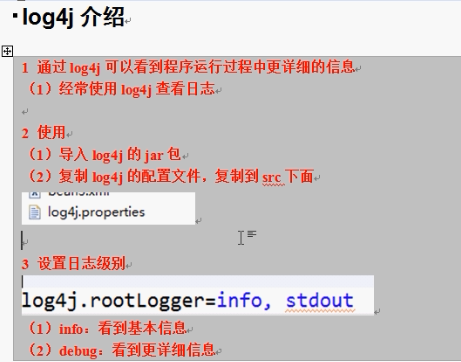 log4j 介绍
1 通过 log4j 可以看到程序运行过程中更详细的信息
（1）经常使用 log4j 查看日志
2 使用
（1）导入 log4j 的 jar 包
（2）复制 log4j 的配置文件，复制到 src 下面
log4j.properties
3 设置日志级别
log4j.rootLogger=info, stdout
（1）info：看到基本信息
（2）debug：看到更详细信息